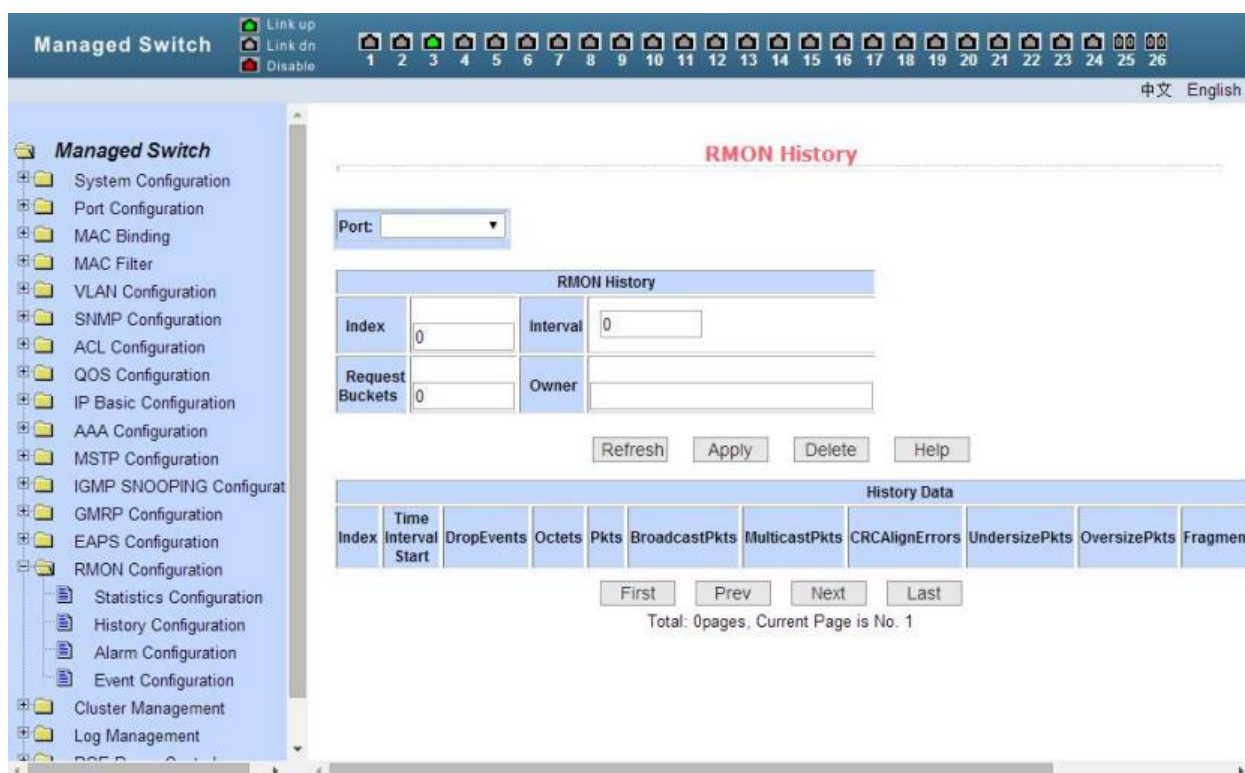 Managed Switch
Link up
Link dn
Disable
1 2 3 4 5 6 7 8 9 10 11 12 13 14 15 16 17 18 19 20 21 22 23 24 25 26
中文 English
Managed Switch
System Configuration
Port Configuration
MAC Binding
MAC Filter
VLAN Configuration
SNMP Configuration
ACL Configuration
QOS Configuration
IP Basic Configuration
AAA Configuration
MSTP Configuration
IGMP SNOOPING Configurat
GMRP Configuration
EAPS Configuration
RMON Configuration
Statistics Configuration
History Configuration
Alarm Configuration
Event Configuration
Cluster Management
Log Management
RMON History
Port:
RMON History
Index 0 Interval 0
Request Buckets 0 Owner
Refresh Apply Delete Help
History Data
Index Time Interval Start DropEvents Octets Pkts BroadcastPkts MulticastPkts CRCAlignErrors UndersizePkts OversizePkts Fragmen
First Prev Next Last
Total: 0pages, Current Page is No. 1